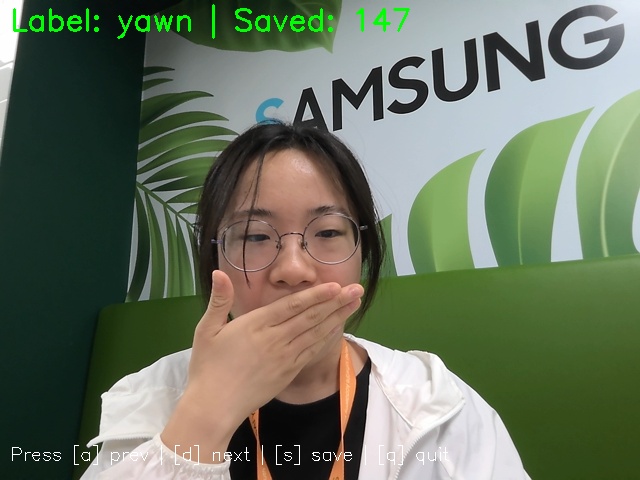 Label: yawn | Saved: 147
SAMSUNG
Press [a] prev | [d] next | [s] save | [q] quit